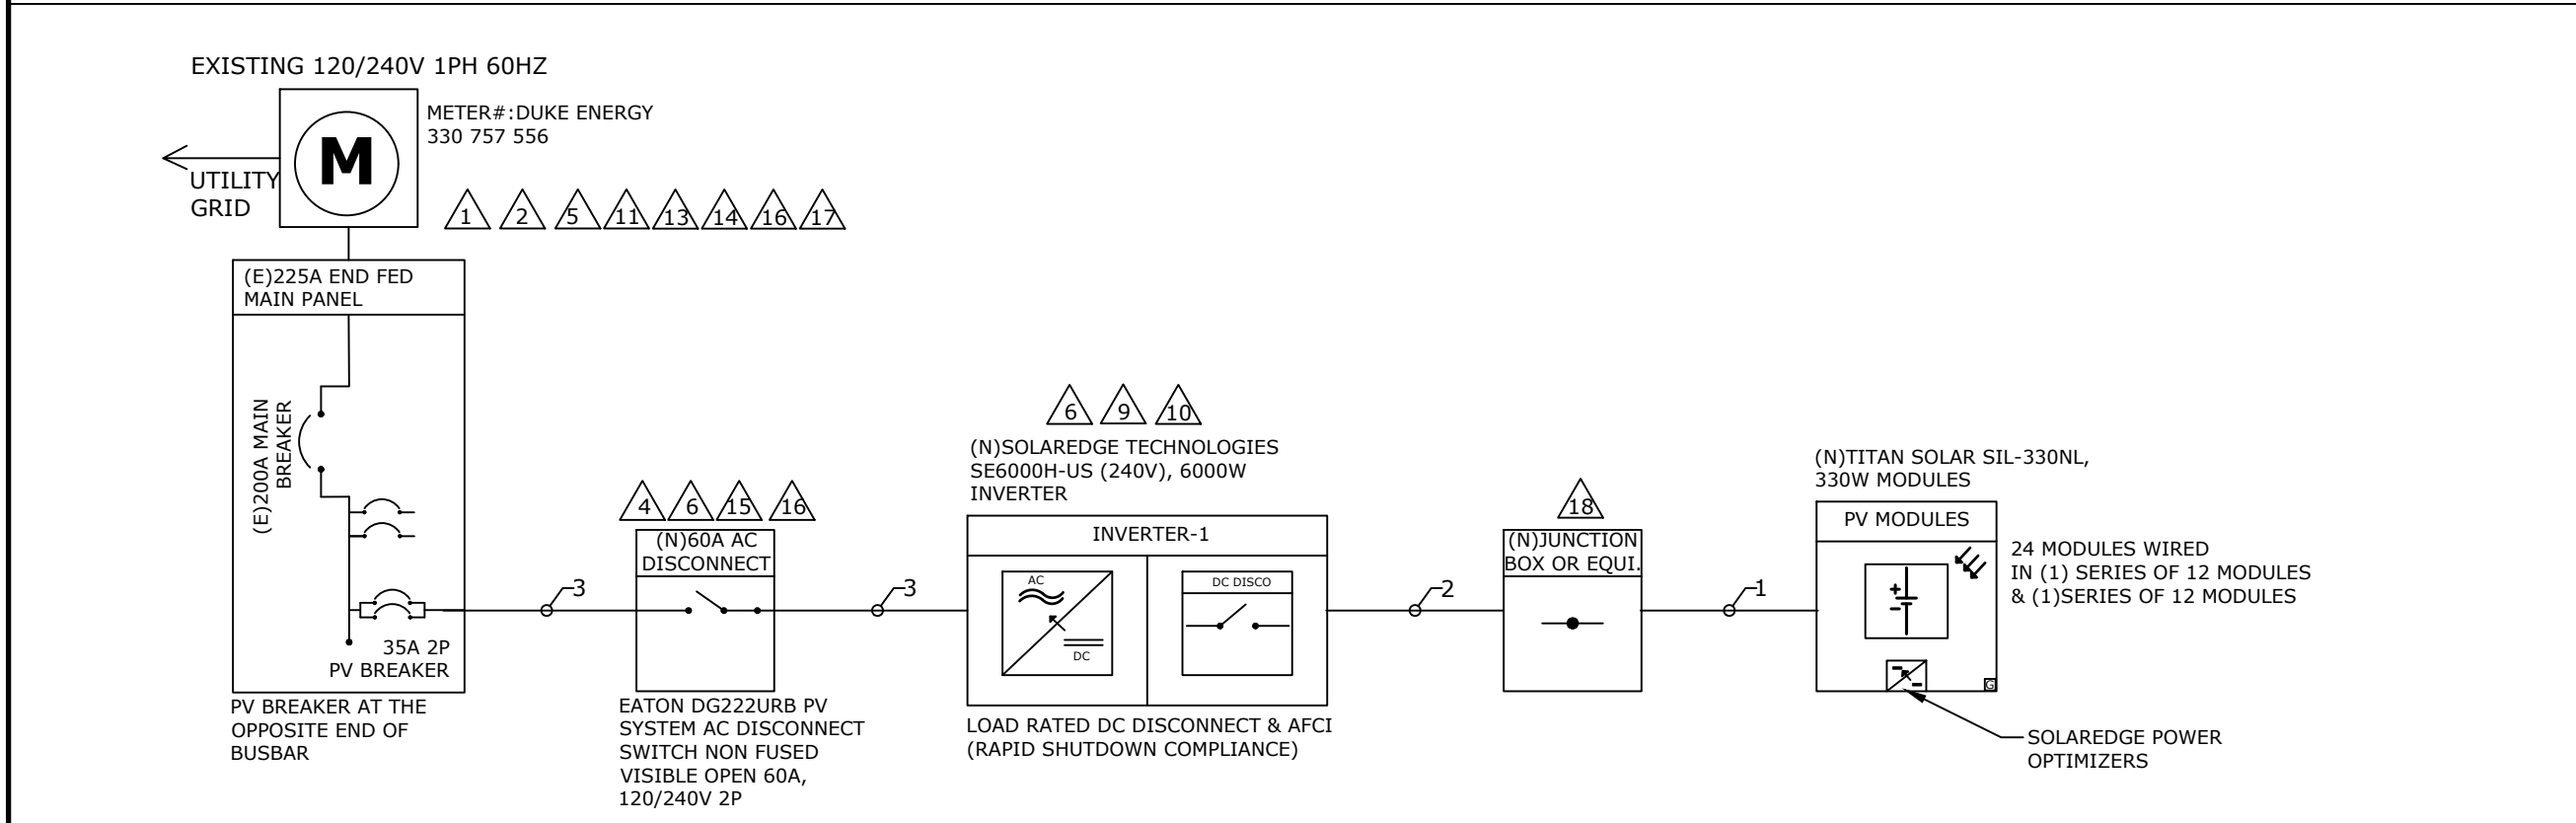 EXISTING 120/240V 1PH 60HZ
M
METER#:DUKE ENERGY
330 757 556
UTILITY
GRID
1 2 5 11 13 14 16 17
(E)225A END FED
MAIN PANEL
(E)200A MAIN
BREAKER
35A 2P
PV BREAKER
PV BREAKER AT THE
OPPOSITE END OF
BUSBAR
3
4 6 15 16
(N)60A AC
DISCONNECT
EATON DG222URB PV
SYSTEM AC DISCONNECT
SWITCH NON FUSED
VISIBLE OPEN 60A,
120/240V 2P
3
6 9 10
(N)SOLAREDGE TECHNOLOGIES
SE6000H-US (240V), 6000W
INVERTER
INVERTER-1
AC
DC
DC DISCO
LOAD RATED DC DISCONNECT & AFCI
(RAPID SHUTDOWN COMPLIANCE)
2
18
(N)JUNCTION
BOX OR EQUI.
1
(N)TITAN SOLAR SIL-330NL,
330W MODULES
PV MODULES
+
-
G
24 MODULES WIRED
IN (1) SERIES OF 12 MODULES
& (1)SERIES OF 12 MODULES
SOLAREDGE POWER
OPTIMIZERS